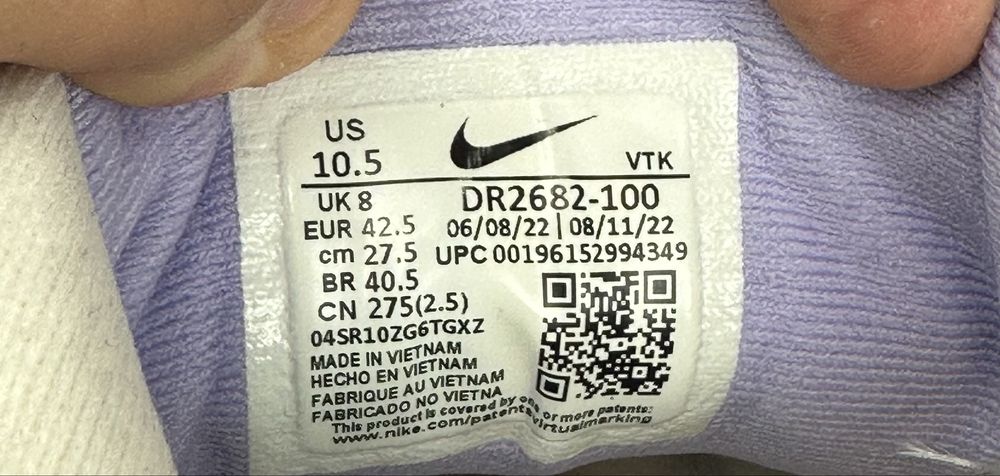 US
10.5
VTK
UK 8
DR2682-100
EUR 42.5
06/08/22 | 08/11/22
cm 27.5
UPC 00196152994349
BR 40.5
CN 275(2.5)
04SR10ZG6TGXZ
MADE IN VIETNAM
HECHO EN VIETNAM
FABRIQUE AU VIETNAM
FABRICADO NO VIETNA
This product is covered by one or more patents:
www.nike.com/patents virtualmarking